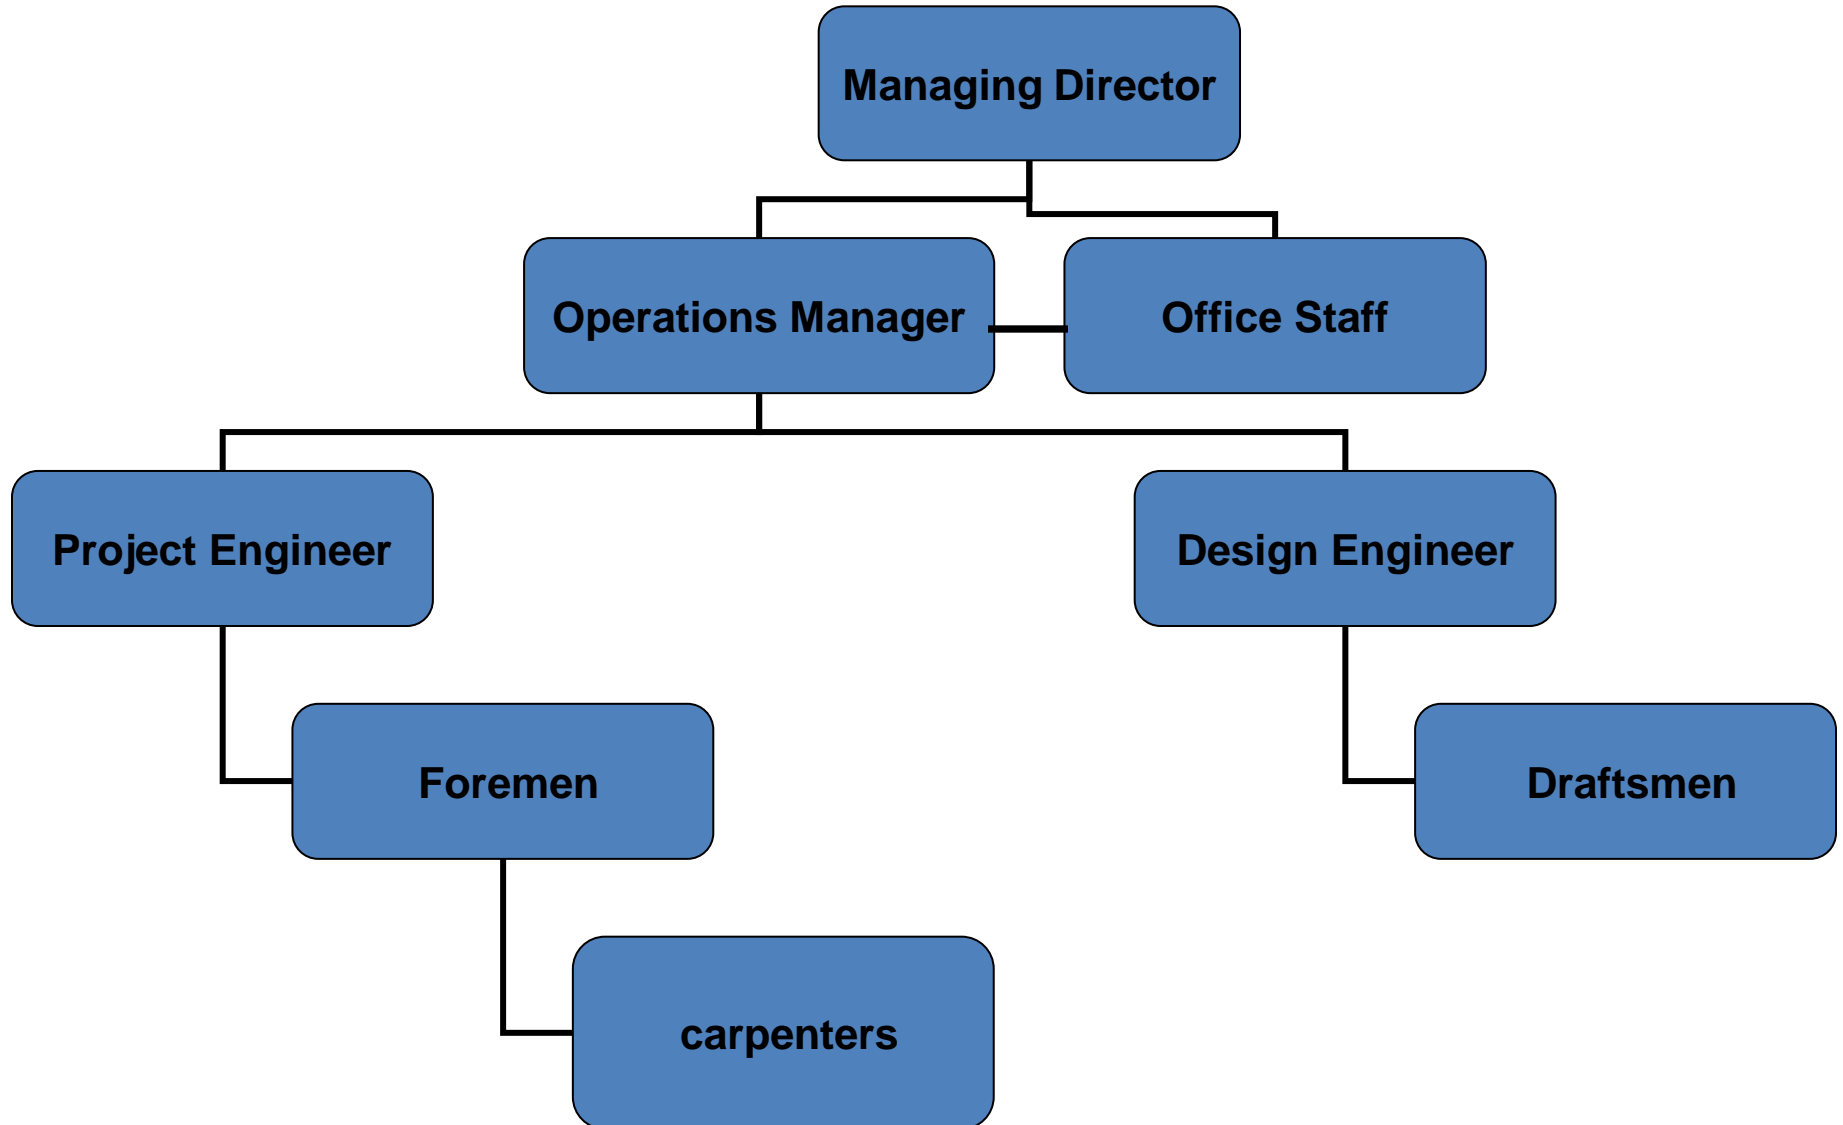 Managing Director
Operations Manager
Office Staff
Project Engineer
Design Engineer
Foremen
Draftsmen
carpenters